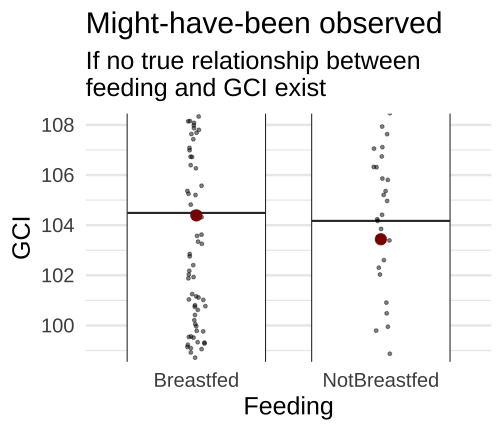 Might-have-been observed
If no true relationship between
feeding and GCI exist
108
106
104
102
100
GCI
Breastfed
NotBreastfed
Feeding